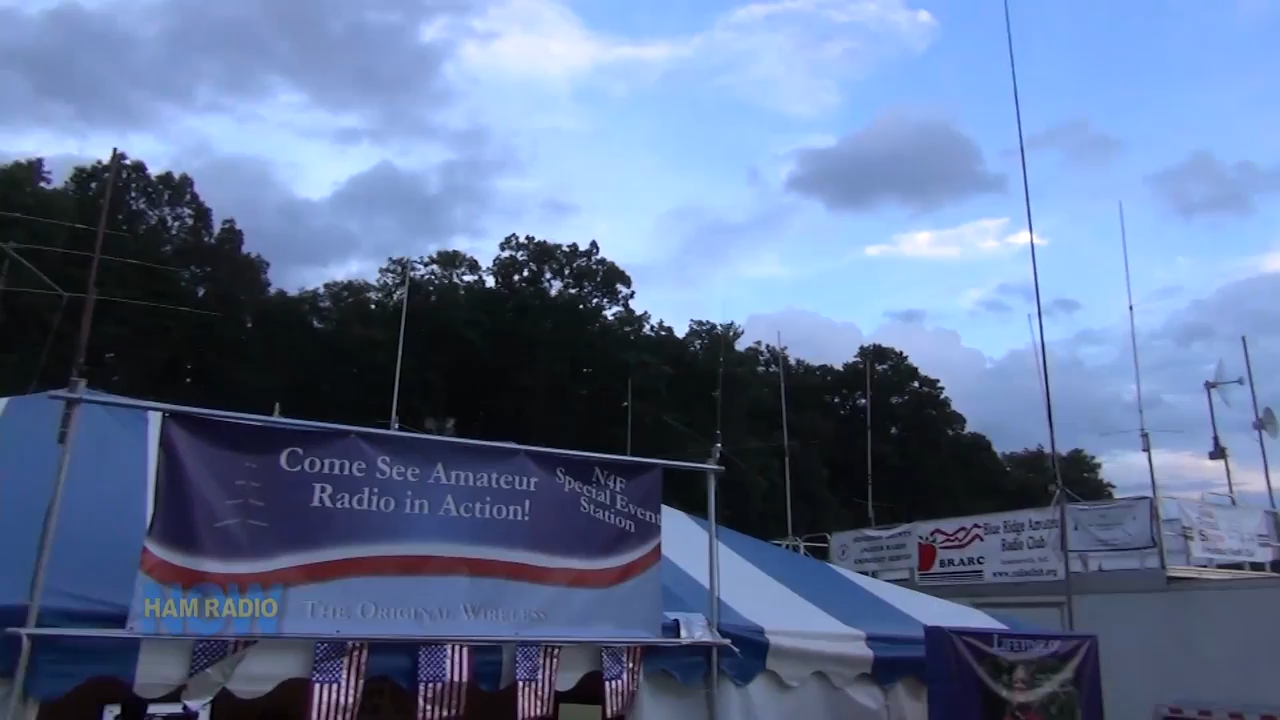 Come See Amateur
Radio in Action!
N4F
Special Event
Station
The Original Wireless
HAM RADIO
NOW
Blue Ridge Amateur
Radio Club
BRARC